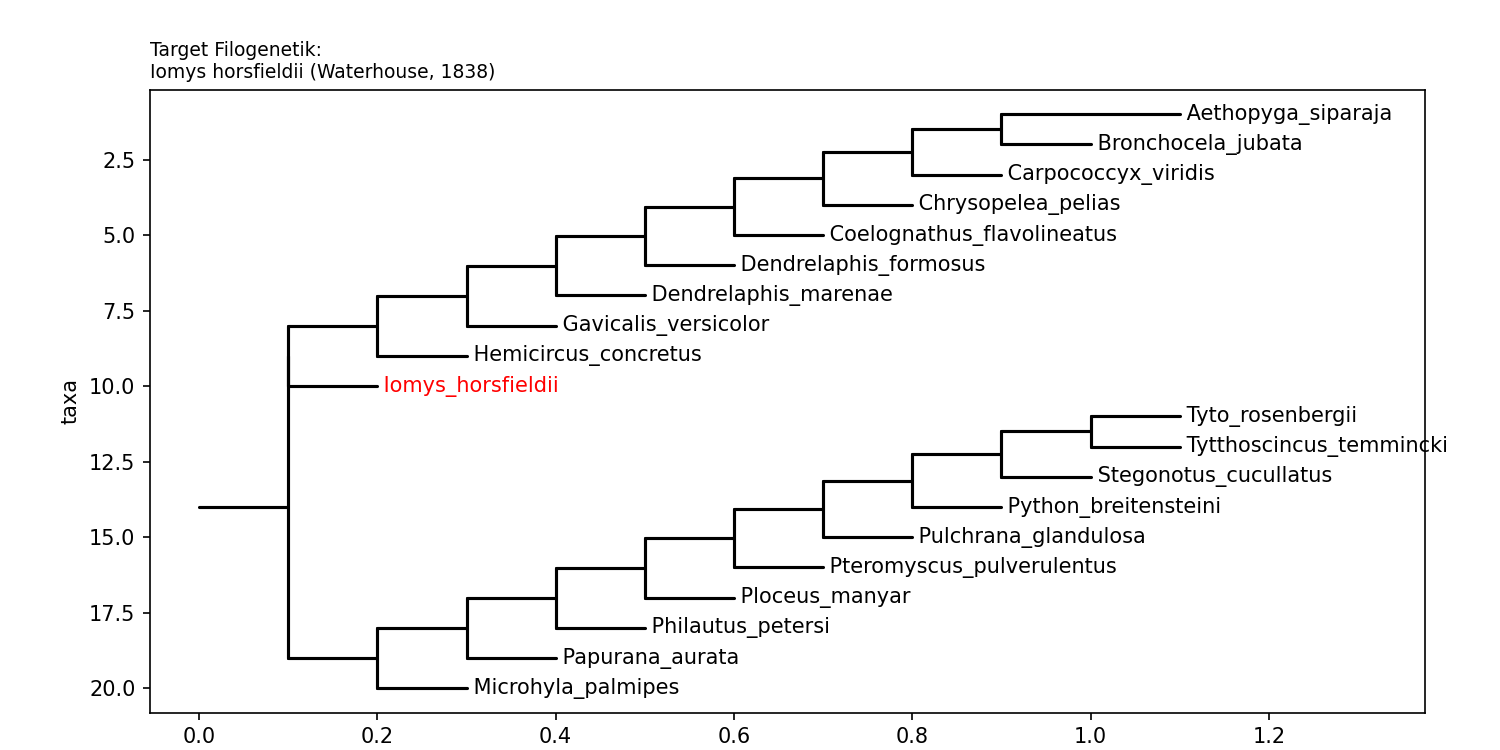 Target Filogenetik:
Iomys horsfieldii (Waterhouse, 1838)
Aethopyga_siparaja
Bronchocela_jubata
2.5
Carpococcyx_viridis
Chrysopelea_pelias
5.0
Coelognathus_flavolineatus
Dendrelaphis_formosus
Dendrelaphis_marenae
7.5
Gavicalis_versicolor
Hemicircus_concretus
10.0
Iomys_horsfieldii
taxa
Tyto_rosenbergii
Tytthoscincus_temmincki
12.5
Stegonotus_cucullatus
Python_breitensteini
15.0
Pulchrana_glandulosa
Pteromyscus_pulverulentus
Ploceus_manyar
17.5
Philautus_petersi
Papurana_aurata
20.0
Microhyla_palmipes
0.0 0.2 0.4 0.6 0.8 1.0 1.2